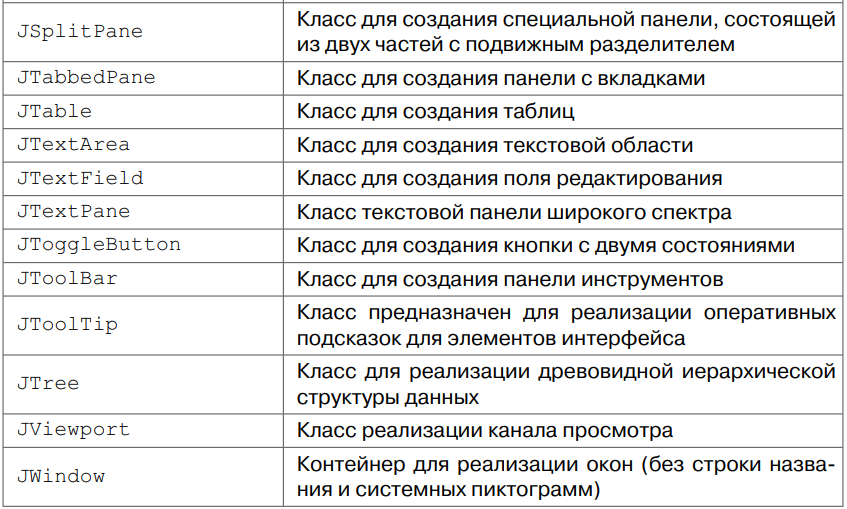 JSplitPane
Класс для создания специальной панели, состоящей
из двух частей с подвижным разделителем
JTabbedPane
Класс для создания панели с вкладками
JTable
Класс для создания таблиц
JTextArea
Класс для создания текстовой области
JTextField
Класс для создания поля редактирования
JTextPane
Класс текстовой панели широкого спектра
JToggleButton
Класс для создания кнопки с двумя состояниями
JToolBar
Класс для создания панели инструментов
JToolTip
Класс предназначен для реализации оперативных
подсказок для элементов интерфейса
JTree
Класс для реализации древовидной иерархической
структуры данных
JViewport
Класс реализации канала просмотра
JWindow
Контейнер для реализации окон (без строки назва-
ния и системных пиктограмм)